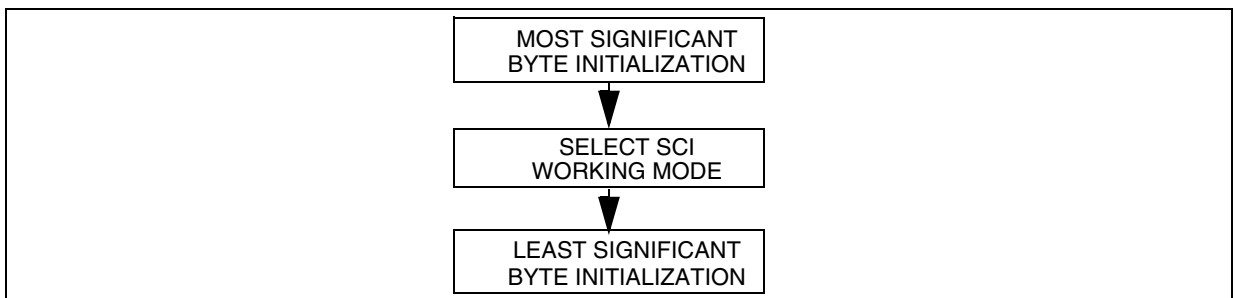 MOST SIGNIFICANT
BYTE INITIALIZATION
SELECT SCI
WORKING MODE
LEAST SIGNIFICANT
BYTE INITIALIZATION